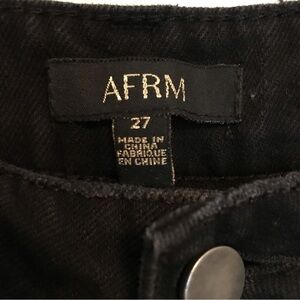 AFRM
27
MADE IN
CHINA
FABRIQUE
EN CHINE